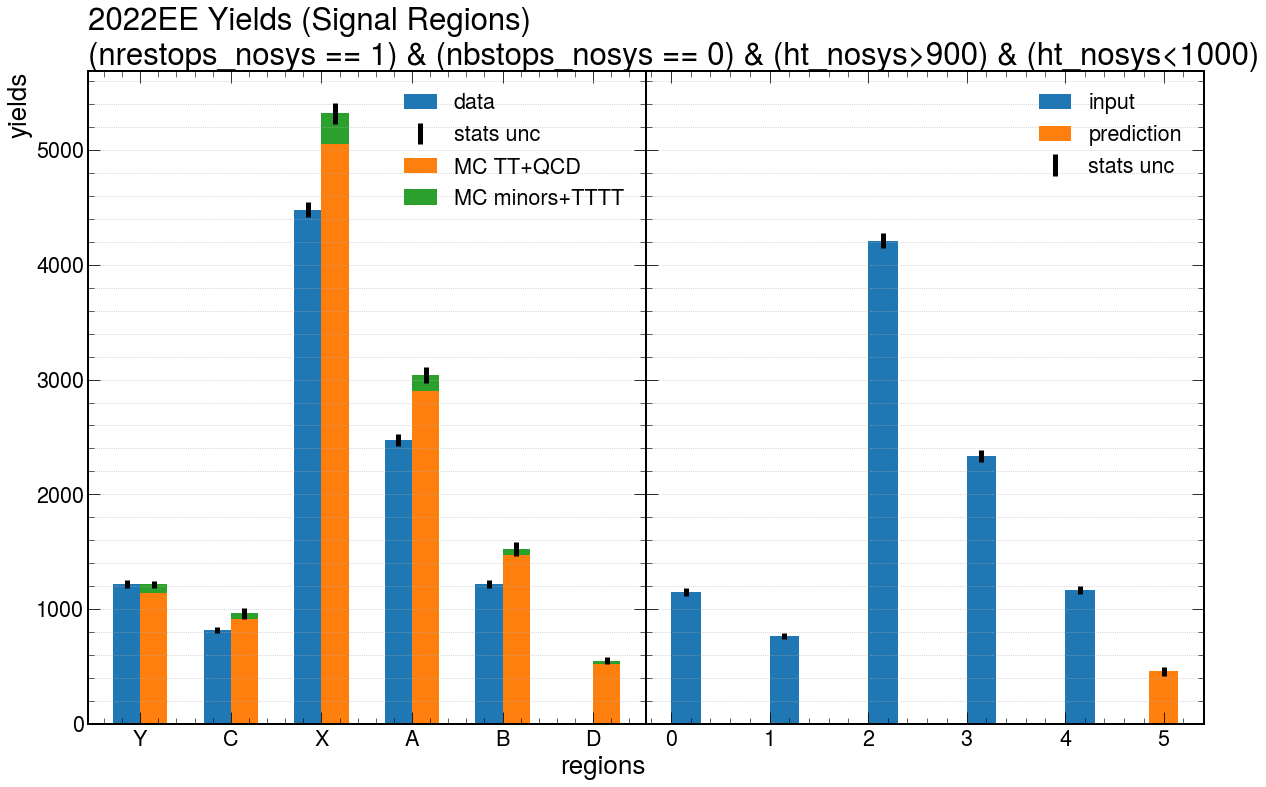 2022EE Yields (Signal Regions)
(nrestops_nosys == 1) & (nbstops_nosys == 0) & (ht_nosys>900) & (ht_nosys<1000)
yields
5000
4000
3000
2000
1000
0
data
stats unc
MC TT+QCD
MC minors+TTTT
input
prediction
stats unc
Y C X A B D
0 1 2 3 4 5
regions